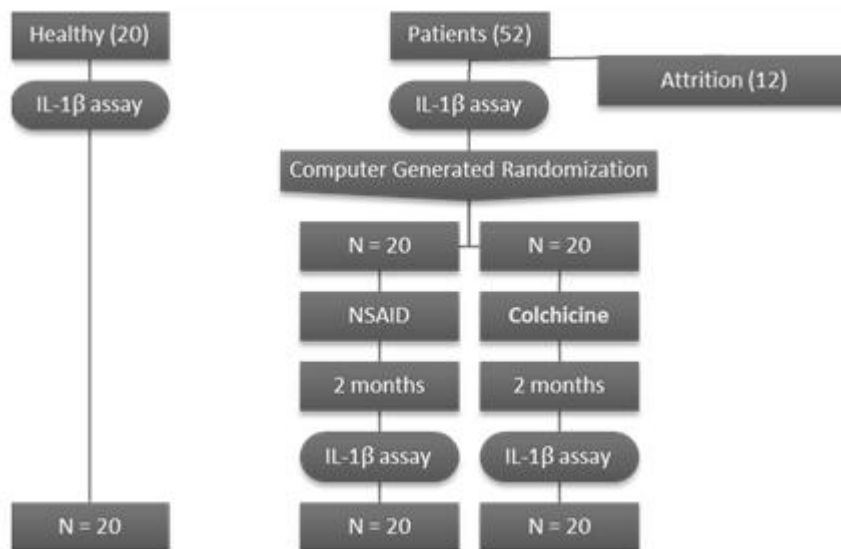 Healthy (20)
Patients (52)
Attrition (12)
IL-1β assay
IL-1β assay
Computer Generated Randomization
N = 20
N = 20
NSAID
Colchicine
2 months
2 months
IL-1β assay
IL-1β assay
N = 20
N = 20
N = 20